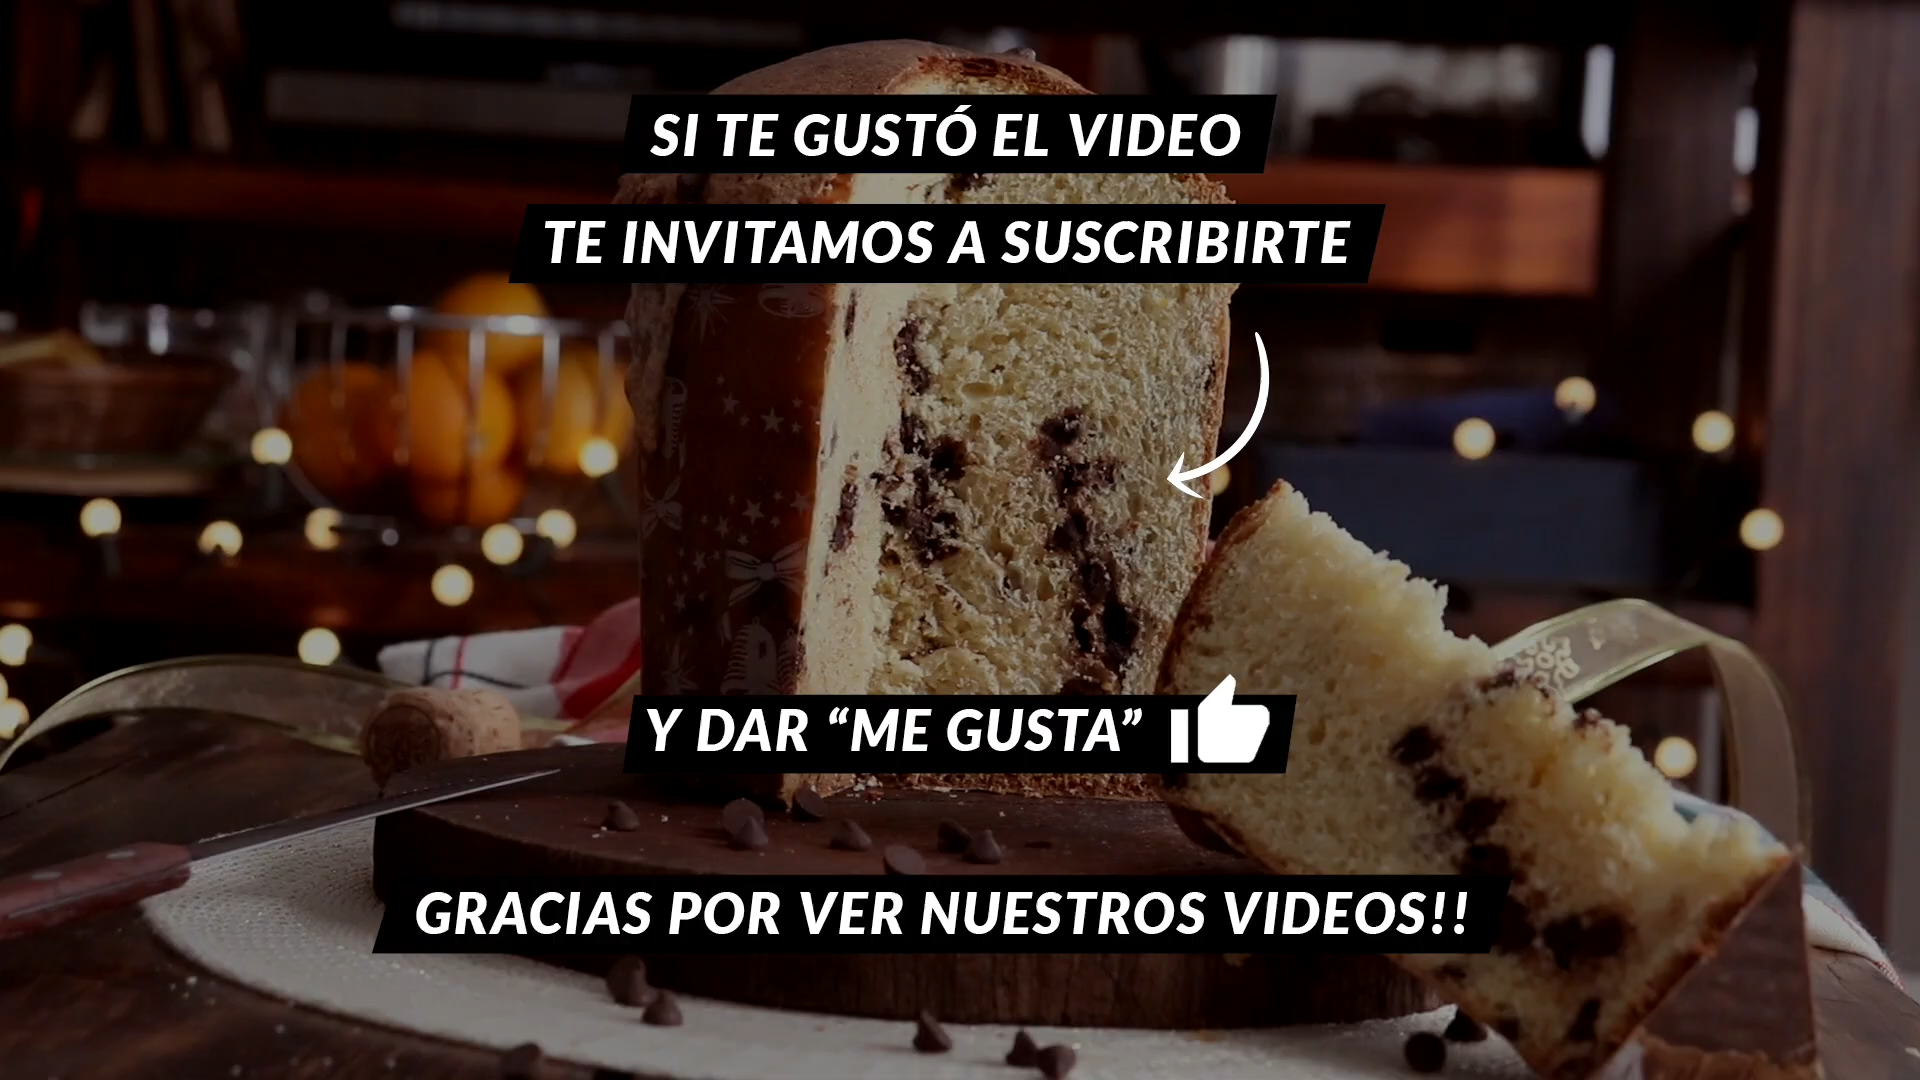 SI TE GUSTÓ EL VIDEO
TE INVITAMOS A SUSCRIBIRTE
Y DAR “ME GUSTA”
GRACIAS POR VER NUESTROS VIDEOS!!